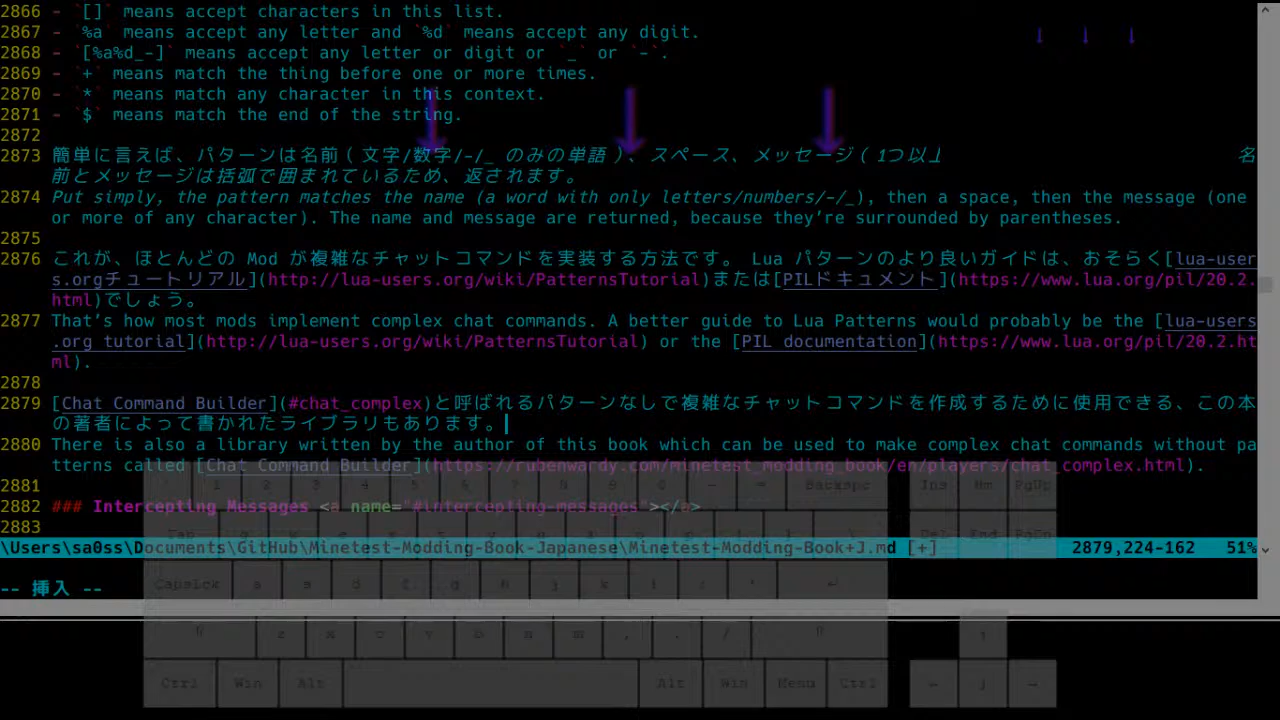 2866 - `[]` means accept characters in this list.
2867 - `%a` means accept any letter and `%d` means accept any digit.
2868 - `[%a%d_-]` means accept any letter or digit or `_` or `-`.
2869 - `+` means match the thing before one or more times.
2870 - `*` means match any character in this context.
2871 - `$` means match the end of the string.
2872
2873 簡単に言えば、パターンは名前（文字/数字/-/_ のみの単語）、スペース、メッセージ（1つ以上 名
前とメッセージは括弧で囲まれているため、返されます。
2874 Put simply, the pattern matches the name (a word with only letters/numbers/-/_), then a space, then the message (one
or more of any character). The name and message are returned, because they're surrounded by parentheses.
2875
2876 これが、ほとんどの Mod が複雑なチャットコマンドを実装する方法です。 Lua パターンのより良いガイドは、おそらく[lua-user
s.orgチュートリアル](http://lua-users.org/wiki/PatternsTutorial)または[PILドキュメント](https://www.lua.org/pil/20.2.
html)でしょう。
2877 That's how most mods implement complex chat commands. A better guide to Lua Patterns would probably be the [lua-users
.org tutorial](http://lua-users.org/wiki/PatternsTutorial) or the [PIL documentation](https://www.lua.org/pil/20.2.ht
ml).
2878
2879 [Chat Command Builder](#chat_complex)と呼ばれるパターンなしで複雑なチャットコマンドを作成するために使用できる、この本
の著者によって書かれたライブラリもあります。
2880 There is also a library written by the author of this book which can be used to make complex chat commands without pa
tterns called [Chat Command Builder](https://rubenwardy.com/minetest_modding_book/en/players/chat_complex.html).
2881
2882 ### Intercepting Messages <a name="#intercepting-messages"></a>
2883
\Users\sa0ss\Documents\GitHub\Minetest-Modding-Book-Japanese\Minetest-Modding-Book+J.md [+] 2879,224-162 51%
-- 挿入 --
Ctrl Win Alt Alt Win Menu Ctrl